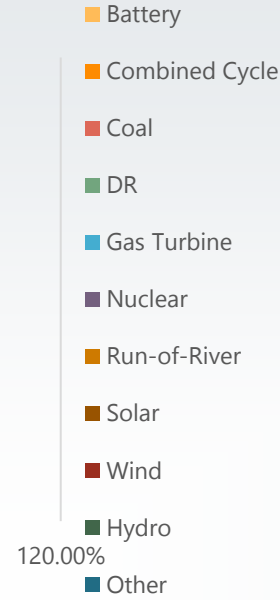 Battery
Combined Cycle
Coal
DR
Gas Turbine
Nuclear
Run-of-River
Solar
Wind
Hydro
120.00%
Other